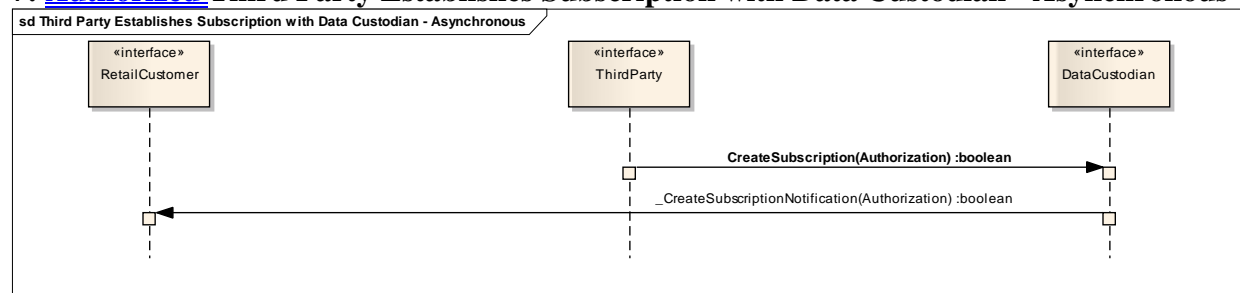 Authorized Third Party Establishes Subscription with Data Custodian - Asynchronous
sd Third Party Establishes Subscription with Data Custodian - Asynchronous
«interface»
RetailCustomer
«interface»
ThirdParty
«interface»
DataCustodian
CreateSubscription(Authorization) :boolean
_CreateSubscriptionNotification(Authorization) :boolean